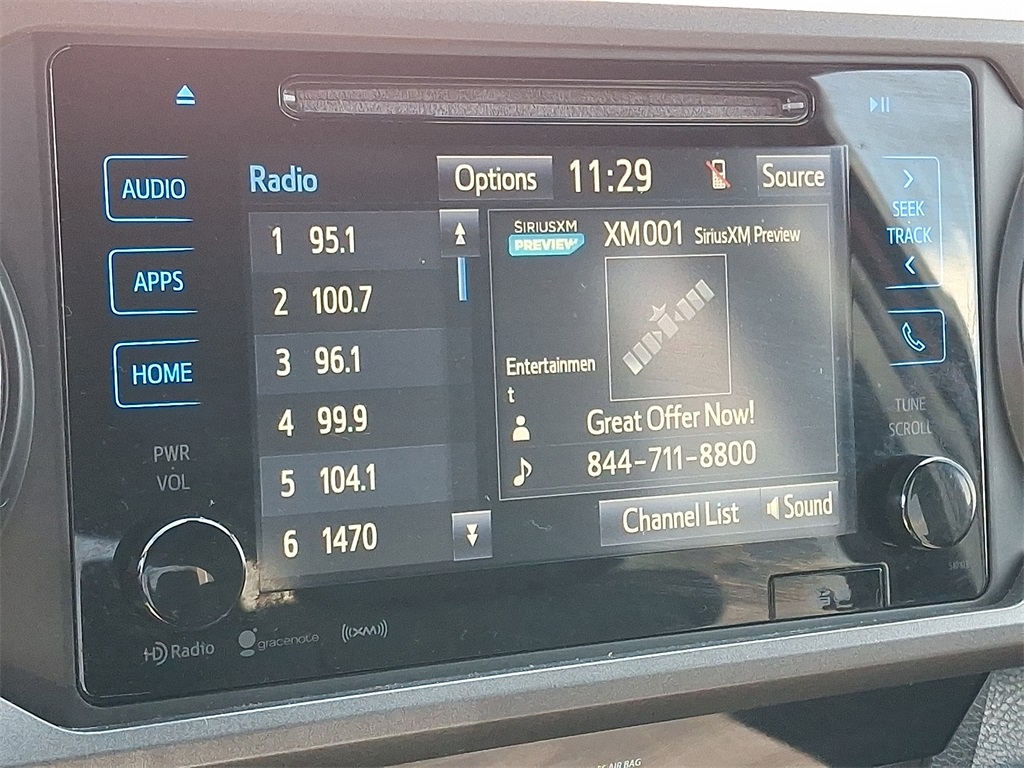 AUDIO
APPS
HOME
PWR
VOL
Radio
Options
11:29
Source
1 95.1
2 100.7
3 96.1
4 99.9
5 104.1
6 1470
SIRIUSXM
PREVIEW
XM001 SiriusXM Preview
Entertainmen
t
Great Offer Now!
844-711-8800
Channel List
Sound
SEEK
TRACK
TUNE
SCROLL
HD Radio
gracenote
((XM))
AIR BAG